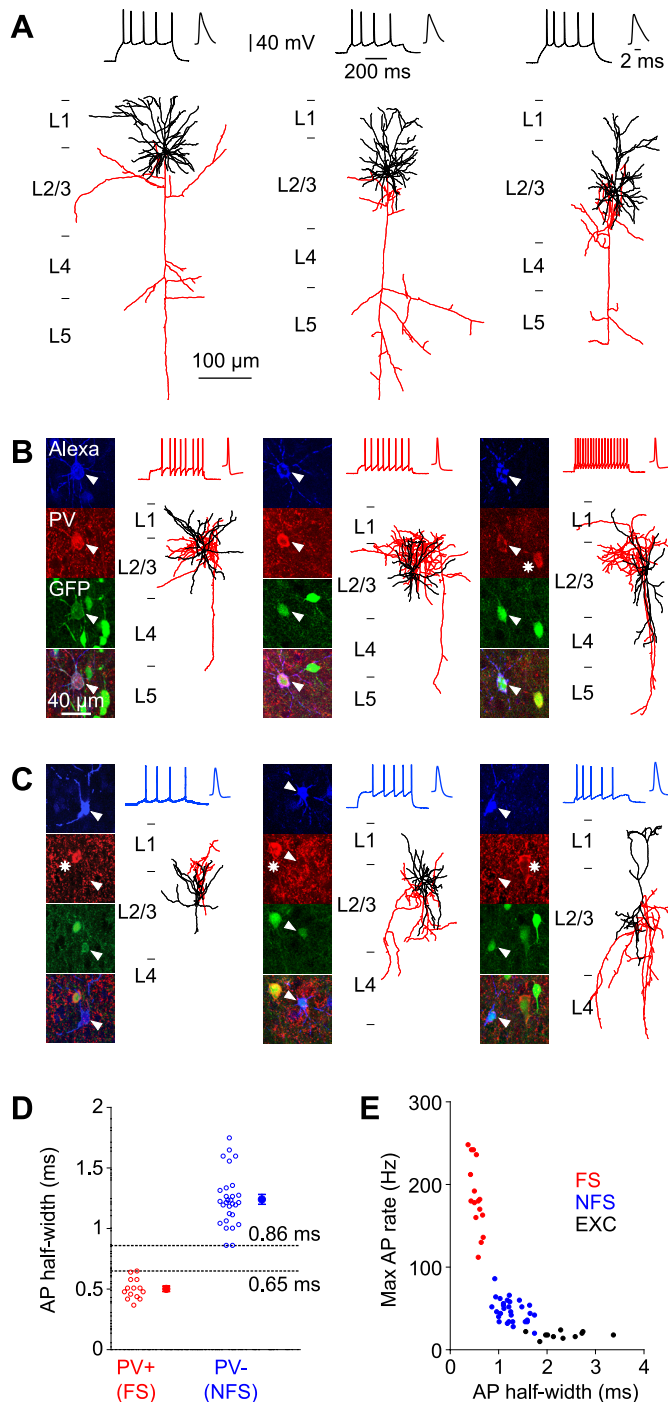 A
40 mV
200 ms
2 ms
L1
L2/3
L4
L5
L1
L2/3
L4
L5
L1
L2/3
L4
L5
100 µm
B
Alexa
PV
GFP
40 µm
L1
L2/3
L4
L5
L1
L2/3
L4
L5
L1
L2/3
L4
L5
C
L1
L2/3
L4
L1
L2/3
L4
L1
L2/3
L4
D
AP half-width (ms)
2
1.5
1
0.5
0
0.86 ms
0.65 ms
PV+
(FS)
PV-
(NFS)
E
Max AP rate (Hz)
300
200
100
0
FS
NFS
EXC
0 1 2 3 4
AP half-width (ms)